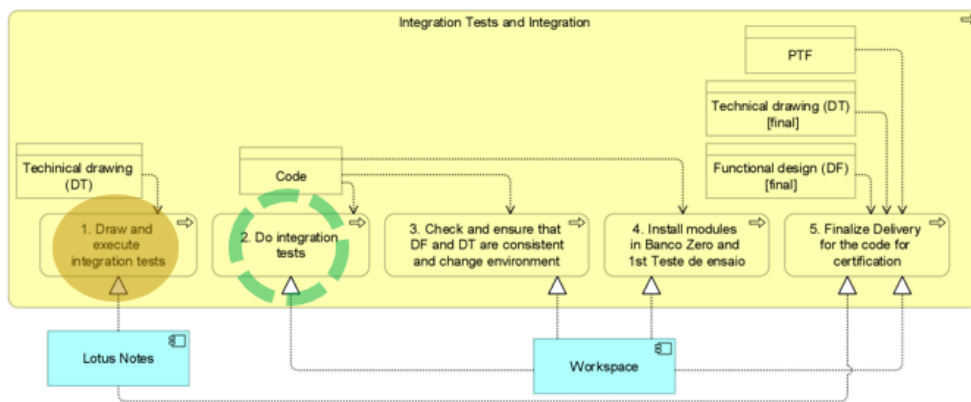 Integration Tests and Integration
PTF
Technical drawing (DT)
[final]
Techinical drawing
(DT)
Code
Functional design (DF)
[final]
1. Draw and
execute
integration tests
2. Do integration
tests
3. Check and ensure that
DF and DT are consistent
and change environment
4. Install modules
in Banco Zero and
1st Teste de ensaio
5. Finalize Delivery
for the code for
certification
Lotus Notes
Workspace